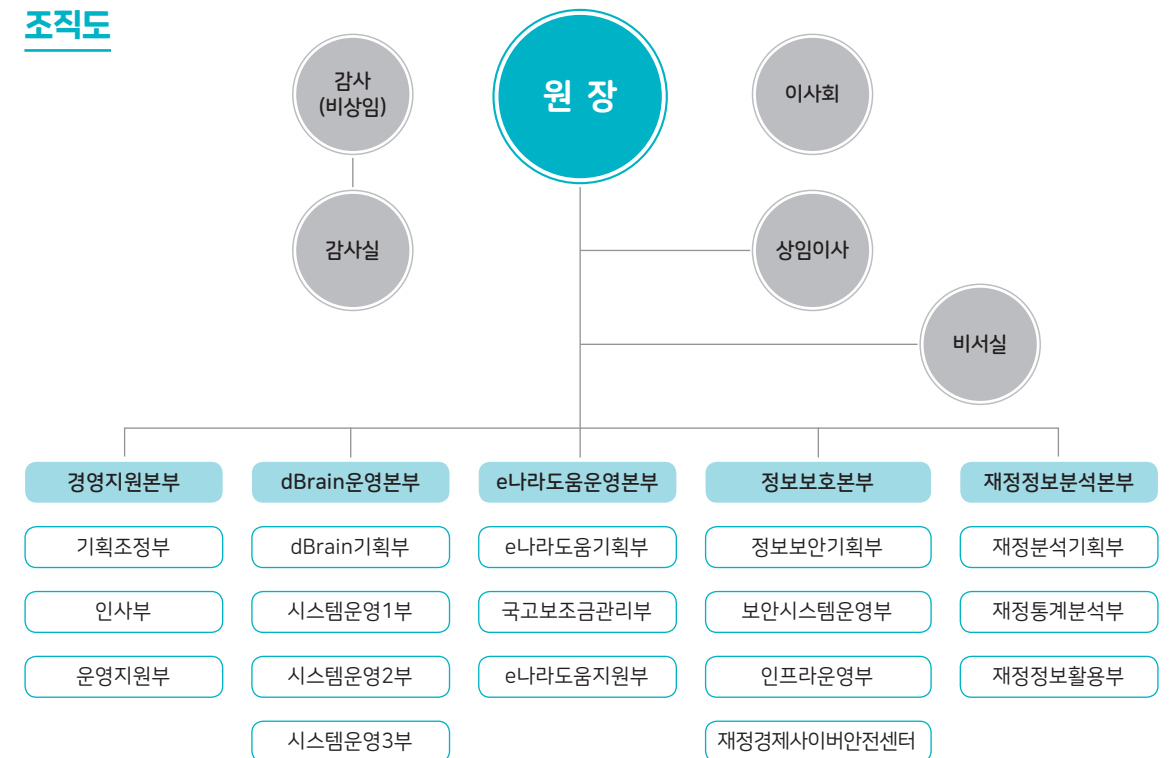 조직도
감사
(비상임)
원 장
이사회
감사실
상임이사
비서실
경영지원본부
dBrain운영본부
e나라도움운영본부
정보보호본부
재정정보분석본부
기획조정부
dBrain기획부
e나라도움기획부
정보보안기획부
재정분석기획부
인사부
시스템운영1부
국고보조금관리부
보안시스템운영부
재정통계분석부
운영지원부
시스템운영2부
e나라도움지원부
인프라운영부
재정정보활용부
시스템운영3부
재정경제사이버안전센터